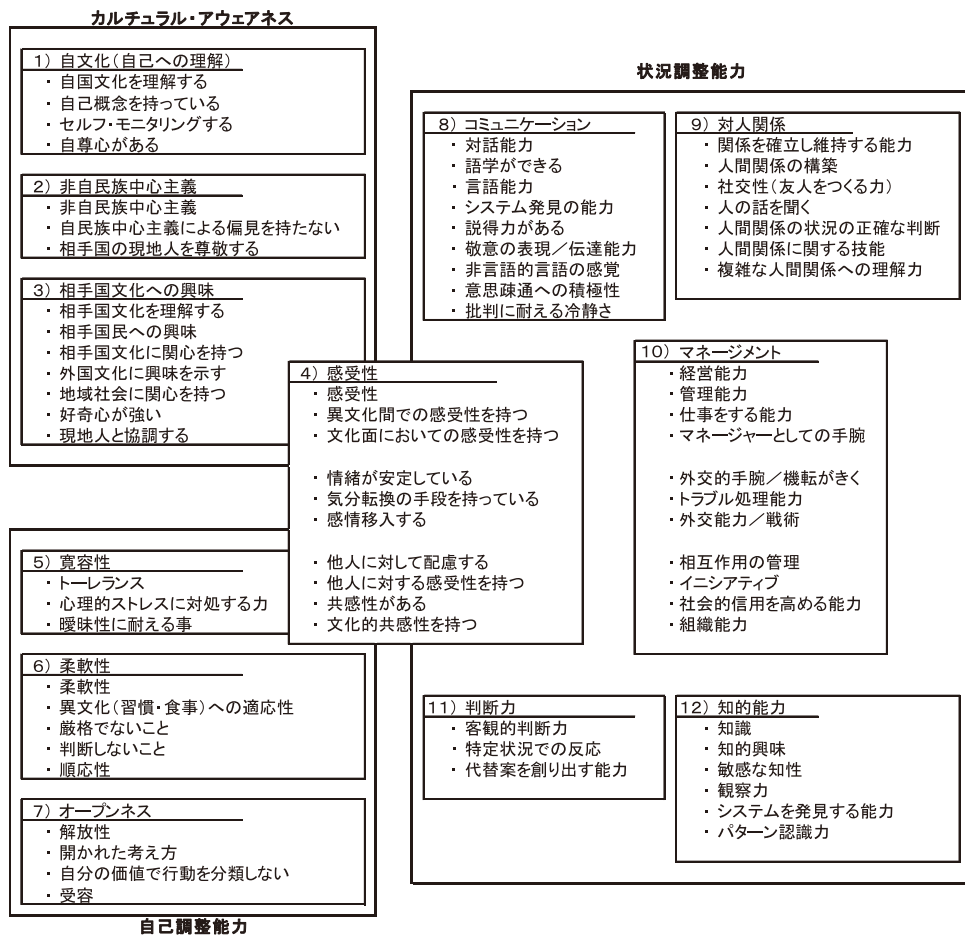 カルチュラル・アウェアネス
1) 自文化(自己への理解)
・ 自国文化を理解する
・ 自己概念を持っている
・ セルフ・モニタリングする
・ 自尊心がある
2) 非自民族中心主義
・ 非自民族中心主義
・ 自民族中心主義による偏見を持たない
・ 相手国の現地人を尊敬する
3) 相手国文化への興味
・ 相手国文化を理解する
・ 相手国民への興味
・ 相手国文化に関心を持つ
・ 外国文化に興味を示す
・ 地域社会に関心を持つ
・ 好奇心が強い
・ 現地人と協調する
4) 感受性
・ 感受性
・ 異文化間での感受性を持つ
・ 文化面においての感受性を持つ
・ 情緒が安定している
・ 気分転換の手段を持っている
・ 感情移入する
・ 他人に対して配慮する
・ 他人に対する感受性を持つ
・ 共感性がある
・ 文化的共感性を持つ
5) 寛容性
・ トーレランス
・ 心理的ストレスに対処する力
・ 曖昧性に耐える事
6) 柔軟性
・ 柔軟性
・ 異文化(習慣・食事)への適応性
・ 厳格でないこと
・ 判断しないこと
・ 順応性
7) オープンネス
・ 解放性
・ 開かれた考え方
・ 自分の価値で行動を分類しない
・ 受容
自己調整能力
状況調整能力
8) コミュニケーション
・ 対話能力
・ 語学ができる
・ 言語能力
・ システム発見の能力
・ 説得力がある
・ 敬意の表現/伝達能力
・ 非言語的言語の感覚
・ 意思疎通への積極性
・ 批判に耐える冷静さ
9) 対人関係
・ 関係を確立し維持する能力
・ 人間関係の構築
・ 社交性(友人をつくる力)
・ 人の話を聞く
・ 人間関係の状況の正確な判断
・ 人間関係に関する技能
・ 複雑な人間関係への理解力
10) マネージメント
・ 経営能力
・ 管理能力
・ 仕事をする能力
・ マネージャーとしての手腕
・ 外交的手腕/機転がきく
・ トラブル処理能力
・ 外交能力/戦術
・ 相互作用の管理
・ イニシアティブ
・ 社会的信用を高める能力
・ 組織能力
11) 判断力
・ 客観的判断力
・ 特定状況での反応
・ 代替案を創り出す能力
12) 知的能力
・ 知識
・ 知的興味
・ 敏感な知性
・ 観察力
・ システムを発見する能力
・ パターン認識力